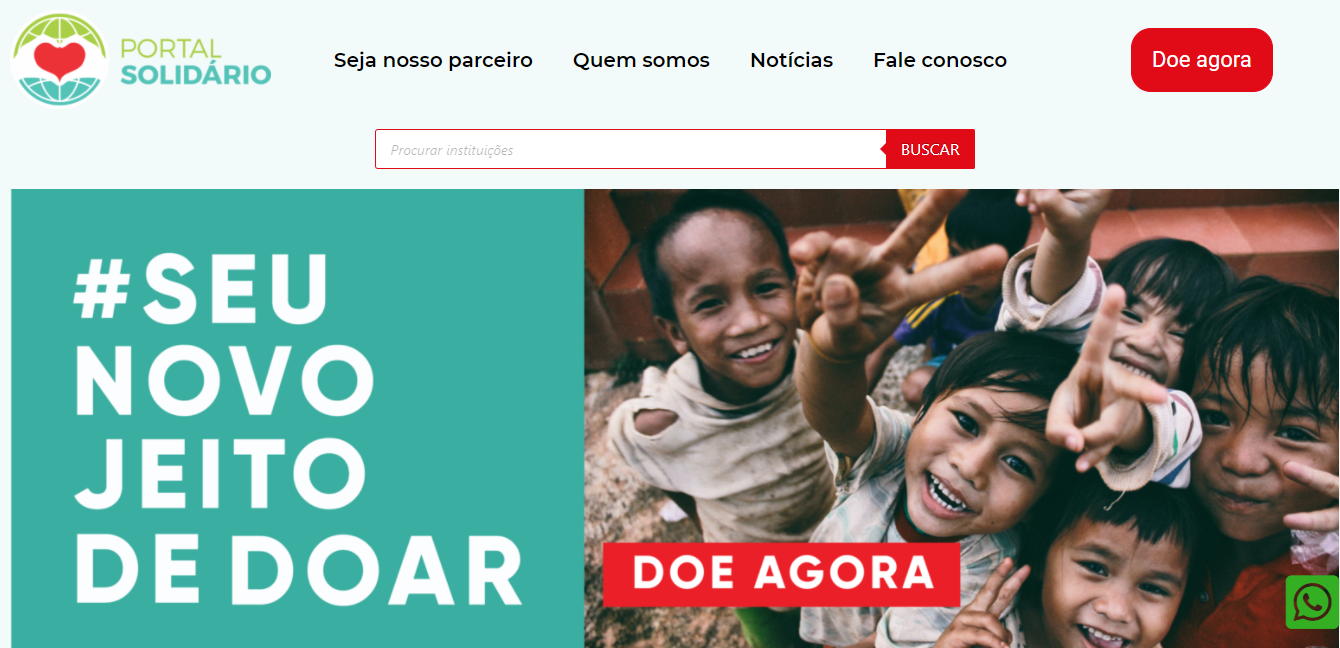 PORTAL
SOLIDÁRIO
Seja nosso parceiro
Quem somos
Notícias
Fale conosco
Doe agora
Procurar instituições
BUSCAR
#SEU
NOVO
JEITO
DE DOAR
DOE AGORA